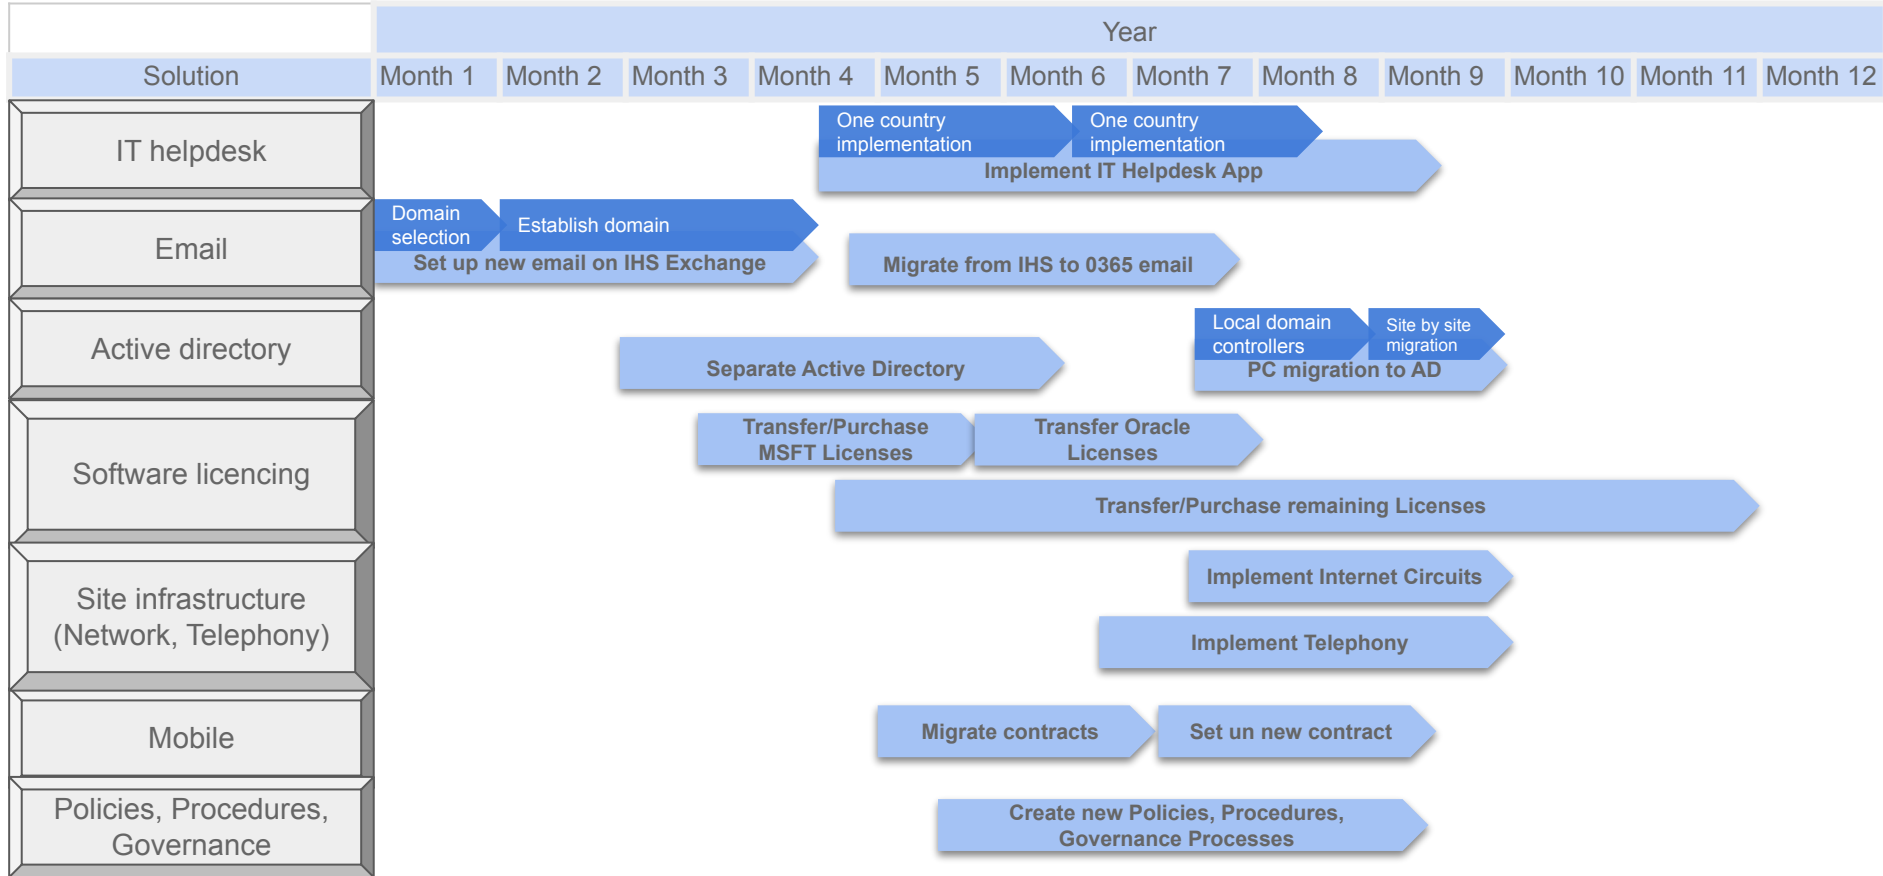 Year
Solution Month 1 Month 2 Month 3 Month 4 Month 5 Month 6 Month 7 Month 8 Month 9 Month 10 Month 11 Month 12
IT helpdesk
One country
implementation
One country
implementation
Implement IT Helpdesk App
Email
Domain
selection
Establish domain
Set up new email on IHS Exchange
Migrate from IHS to 0365 email
Active directory
Separate Active Directory
Local domain
controllers
Site by site
migration
PC migration to AD
Software licencing
Transfer/Purchase
MSFT Licenses
Transfer Oracle
Licenses
Transfer/Purchase remaining Licenses
Site infrastructure
(Network, Telephony)
Implement Internet Circuits
Implement Telephony
Mobile
Migrate contracts
Set un new contract
Policies, Procedures,
Governance
Create new Policies, Procedures,
Governance Processes